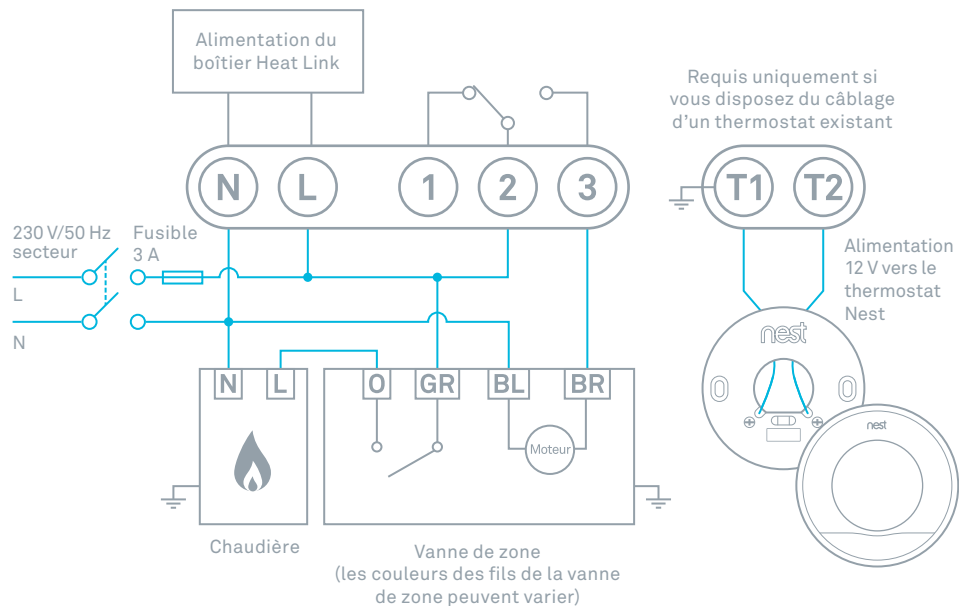 Alimentation du
boîtier Heat Link
Requis uniquement si
vous disposez du câblage
d'un thermostat existant
N L 1 2 3
T1 T2
230 V/50 Hz
secteur
Fusible
3 A
L
N
Alimentation
12 V vers le
thermostat
Nest
nest
N L O GR BL BR
Moteur
nest
Chaudière
Vanne de zone
(les couleurs des fils de la vanne
de zone peuvent varier)